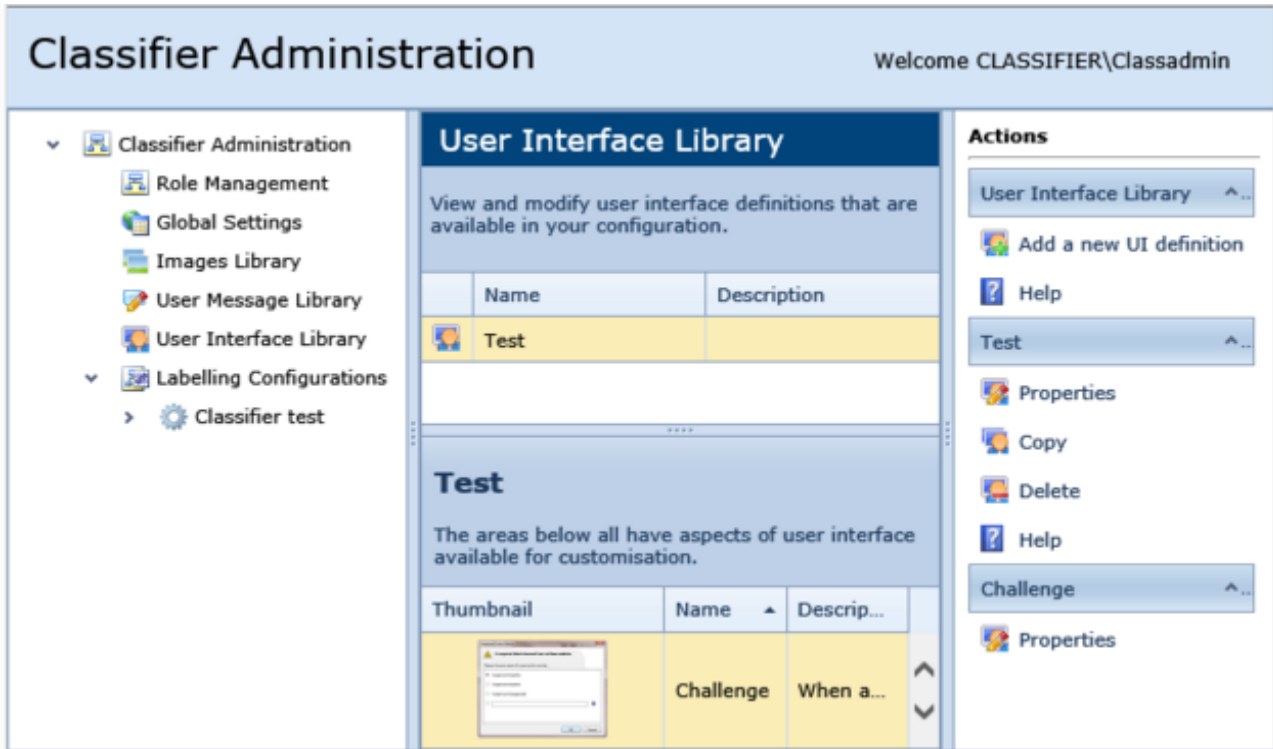 Classifier Administration
Welcome CLASSIFIER\Classadmin
Classifier Administration
Role Management
Global Settings
Images Library
User Message Library
User Interface Library
Labelling Configurations
Classifier test
User Interface Library
View and modify user interface definitions that are
available in your configuration.
Name Description
Test
Test
The areas below all have aspects of user interface
available for customisation.
Thumbnail Name Descrip...
Challenge When a...
Actions
User Interface Library
Add a new UI definition
Help
Test
Properties
Copy
Delete
Help
Challenge
Properties